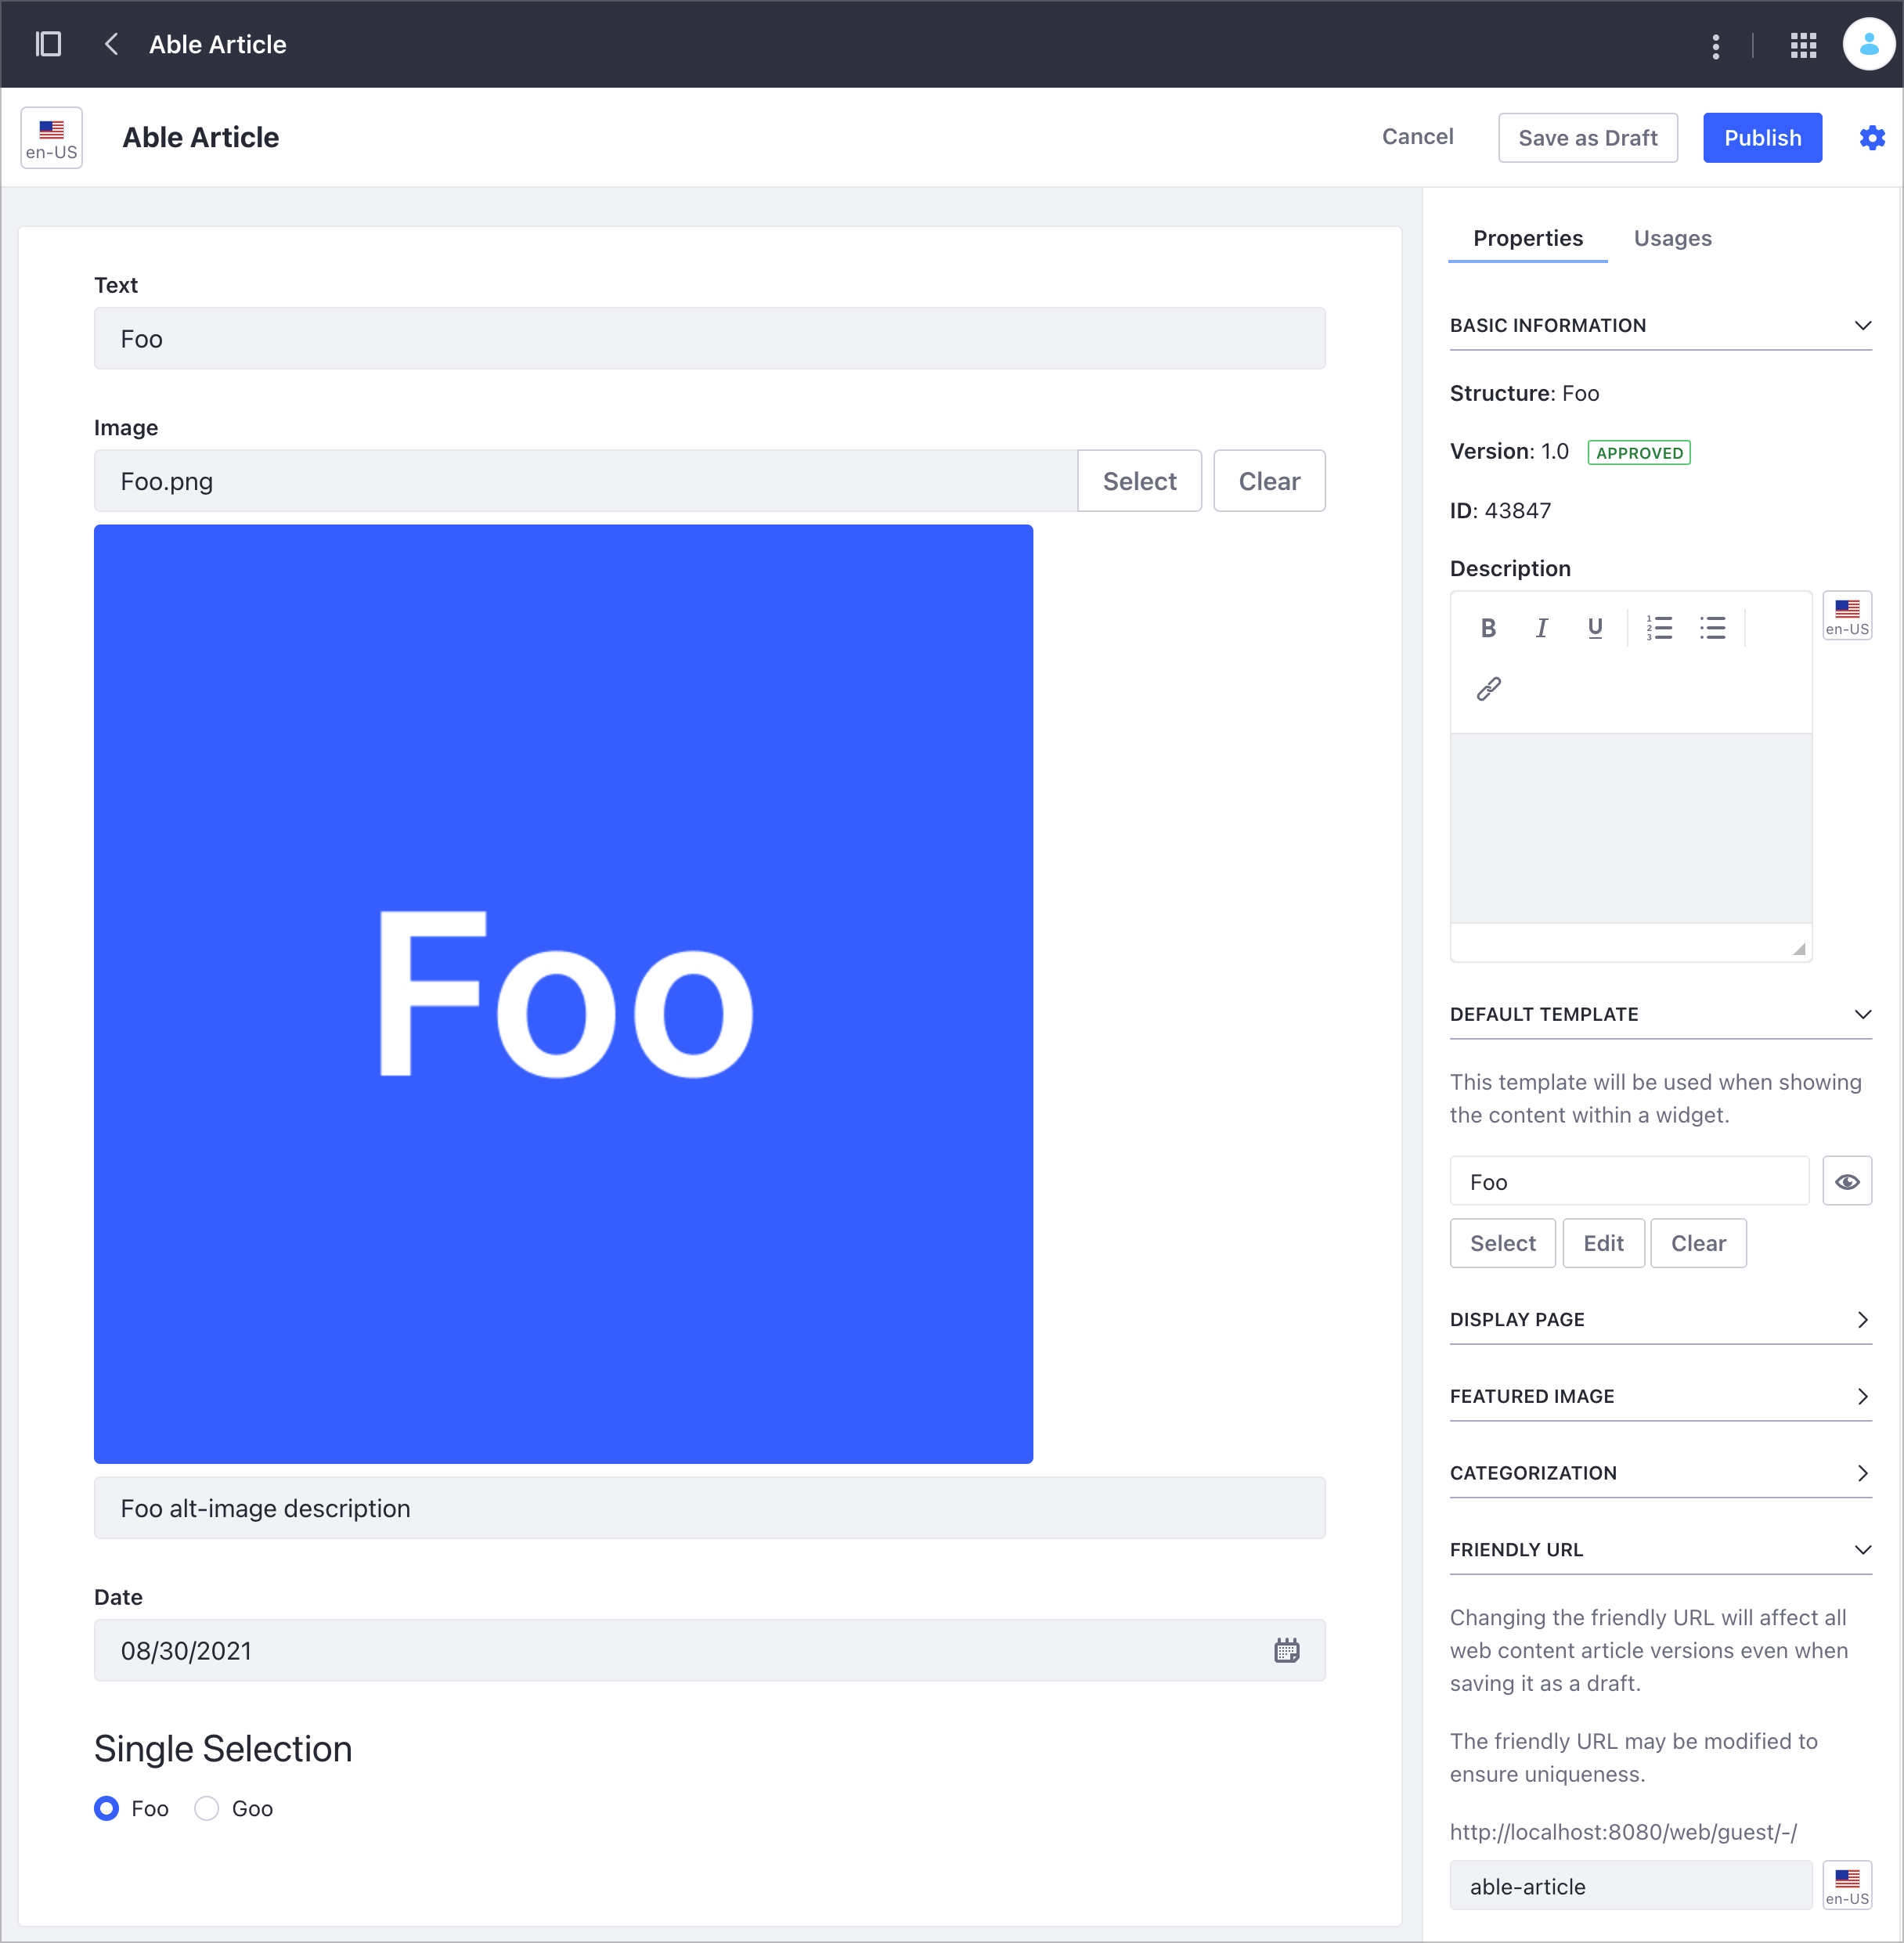 Able Article
en-US
Able Article
Cancel
Save as Draft
Publish
Text
Foo
Image
Foo.png
Select
Clear
Foo
Foo alt-image description
Date
08/30/2021
Single Selection
Foo
Goo
Properties
Usages
BASIC INFORMATION
Structure: Foo
Version: 1.0 APPROVED
ID: 43847
Description
B I U
1
2
3
en-US
DEFAULT TEMPLATE
This template will be used when showing
the content within a widget.
Foo
Select
Edit
Clear
DISPLAY PAGE
FEATURED IMAGE
CATEGORIZATION
FRIENDLY URL
Changing the friendly URL will affect all
web content article versions even when
saving it as a draft.
The friendly URL may be modified to
ensure uniqueness.
http://localhost:8080/web/guest/-/
able-article
en-US